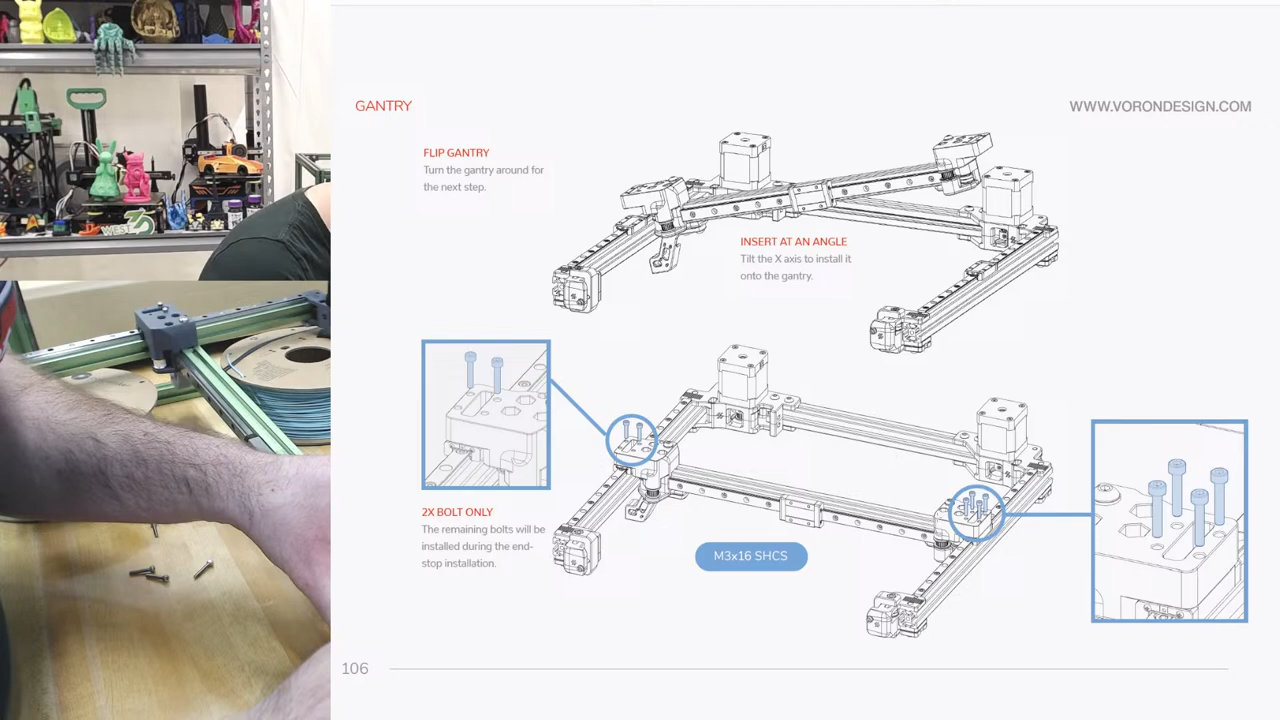 GANTRY
WWW.VORONDESIGN.COM
FLIP GANTRY
Turn the gantry around for
the next step.
INSERT AT AN ANGLE
Tilt the X axis to install it
onto the gantry.
2X BOLT ONLY
The remaining bolts will be
installed during the end-
stop installation.
M3x16 SHCS
106
WEST